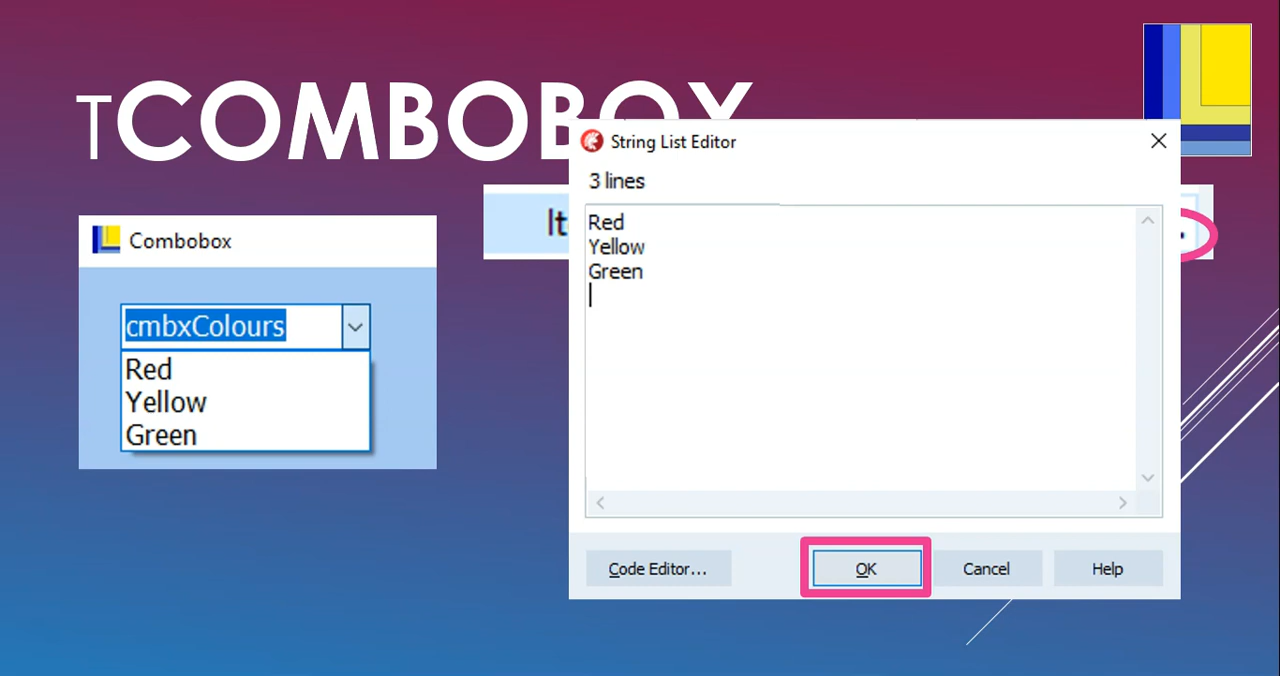 TCOMBOBOX
String List Editor
3 lines
It
Red
Yellow
Green
Combobox
cmbxColours
Red
Yellow
Green
Code Editor...
OK
Cancel
Help